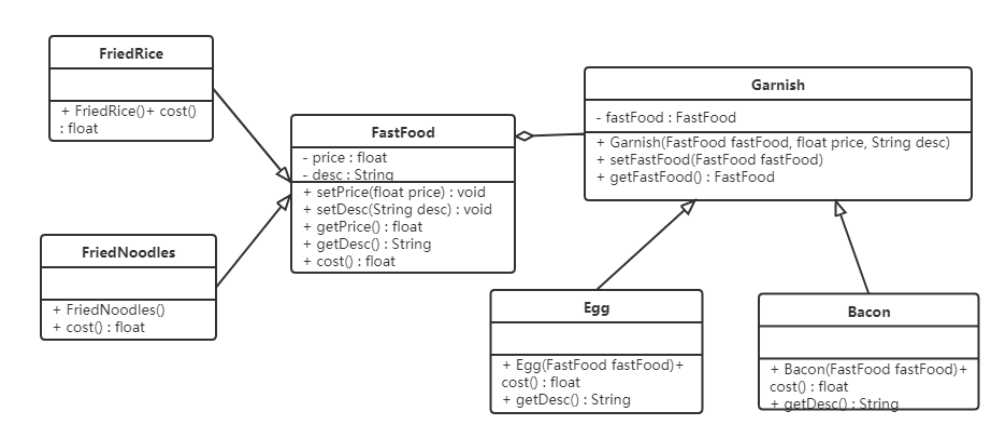 FriedRice
+ FriedRice()+ cost()
: float
FastFood
- price : float
- desc : String
+ setPrice(float price) : void
+ setDesc(String desc) : void
+ getPrice() : float
+ getDesc() : String
+ cost() : float
Garnish
- fastFood : FastFood
+ Garnish(FastFood fastFood, float price, String desc)
+ setFastFood(FastFood fastFood)
+ getFastFood() : FastFood
FriedNoodles
+ FriedNoodles()
+ cost() : float
Egg
+ Egg(FastFood fastFood)+
cost() : float
+ getDesc() : String
Bacon
+ Bacon(FastFood fastFood)+
cost() : float
+ getDesc() : String